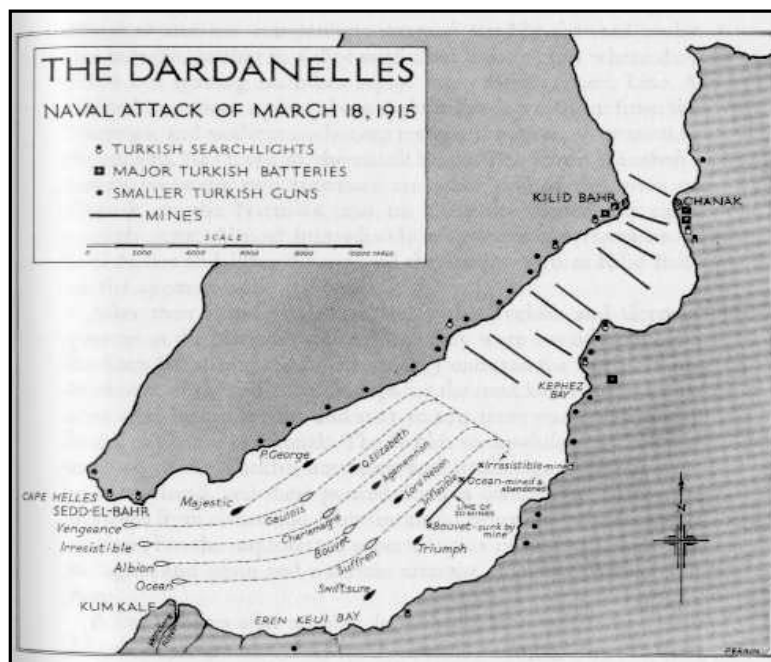 THE DARDANELLES
NAVAL ATTACK OF MARCH 18, 1915
TURKISH SEARCHLIGHTS
MAJOR TURKISH BATTERIES
SMALLER TURKISH GUNS
MINES
SCALE
KILID BAHR
CHANAK
KEPHEZ
BAY
P. George
Q. Elizabeth
Agamemnon
Lord Nelson
Inflexible
Irresistible-mined
Ocean-mined &
abandoned
LINE OF
20 MINES
Bouvet-sunk by
mine
Majestic
Gaulois
Charlemagne
Bouvet
Suffren
Triumph
Swiftsure
CAPE HELLES
SEDD-EL-BAHR
Vengeance
Irresistible
Albion
Ocean
KUM KALE
EREN KEUI BAY